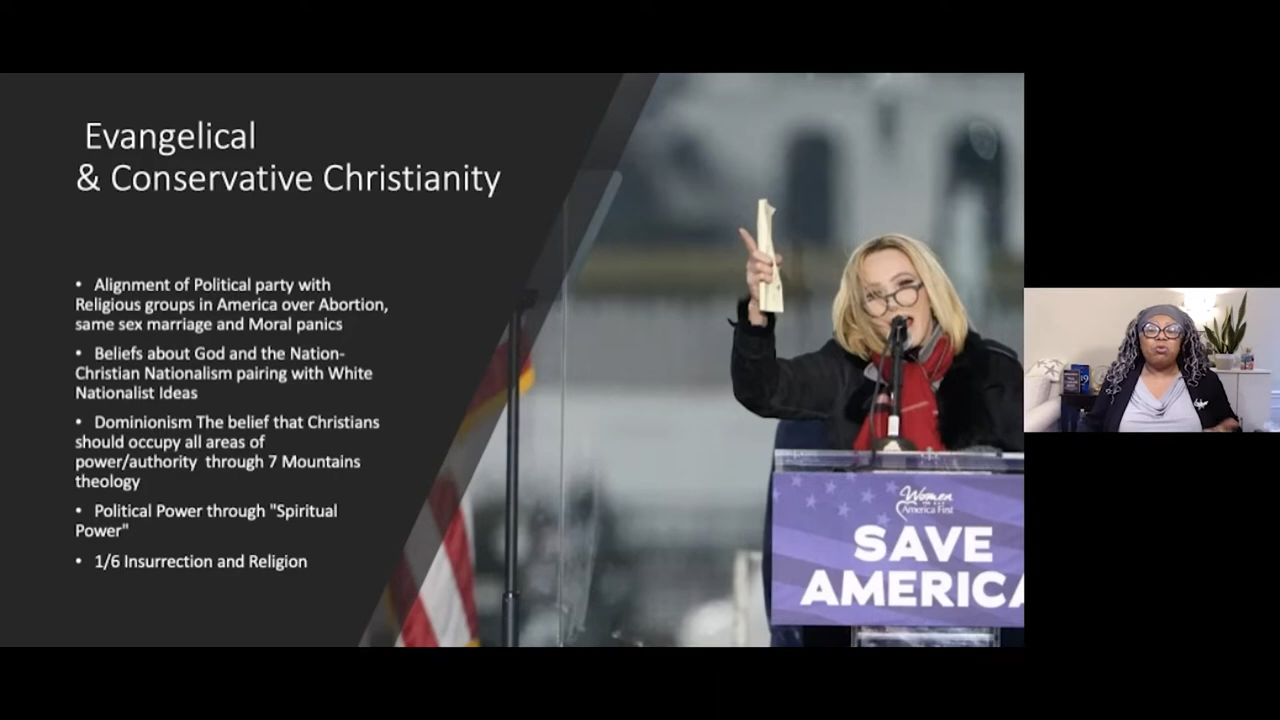 Evangelical
& Conservative Christianity
• Alignment of Political party with
Religious groups in America over Abortion,
same sex marriage and Moral panics
• Beliefs about God and the Nation-
Christian Nationalism pairing with White
Nationalist Ideas
• Dominionism The belief that Christians
should occupy all areas of
power/authority through 7 Mountains
theology
• Political Power through "Spiritual
Power"
• 1/6 Insurrection and Religion
Women
America First
SAVE
AMERICA